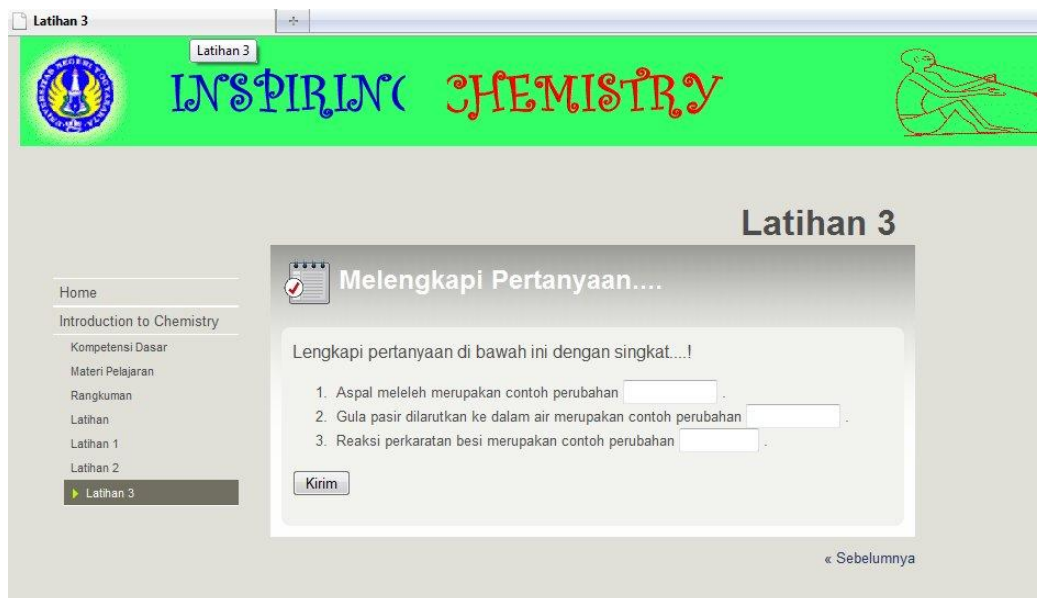 Latihan 3
Latihan 3
INSPIRIN( CHEMISTRY
Latihan 3
Home
Introduction to Chemistry
Kompetensi Dasar
Materi Pelajaran
Rangkuman
Latihan
Latihan 1
Latihan 2
Latihan 3
Melengkapi Pertanyaan....
Lengkapi pertanyaan di bawah ini dengan singkat....!
1. Aspal meleleh merupakan contoh perubahan .
2. Gula pasir dilarutkan ke dalam air merupakan contoh perubahan .
3. Reaksi perkaratan besi merupakan contoh perubahan .
Kirim
« Sebelumnya